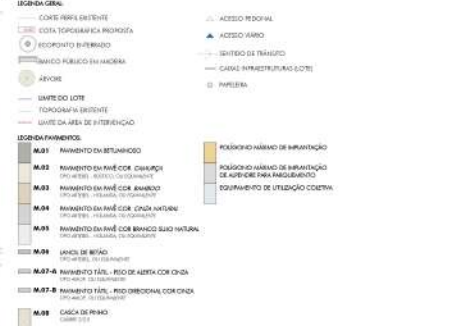 LEGENDA GERAL:
CORTE PERFIL EXISTENTE
COTA TOPOGRÁFICA PROPOSTA
ECOPONTO ENTERRADO
BANCO PÚBLICO EM MADEIRA
ÁRVORE
LIMITE DO LOTE
TOPOGRAFIA EXISTENTE
LIMITE DA ÁREA DE INTERVENÇÃO
ACESSO PEDONAL
ACESSO VIÁRIO
SENTIDO DE TRÂNSITO
CAIXAS INFRAESTRUTURAS (LOTE)
PAPELEIRA
LEGENDA PAVIMENTOS:
M.01 PAVIMENTO EM BETUMINOSO
M.02 PAVIMENTO EM PAVÊ COR CAMURÇA
M.03 PAVIMENTO EM PAVÊ COR BAMBOO
M.04 PAVIMENTO EM PAVÊ COR CINZA NATURAL
M.05 PAVIMENTO EM PAVÊ COR BRANCO SUJO NATURAL
M.06 LANCIL DE BETÃO
M.07-A PAVIMENTO TÁTIL - PISO DE ALERTA COR CINZA
M.07-B PAVIMENTO TÁTIL - PISO DIRECIONAL COR CINZA
M.08 CASCA DE PINHO
POLÍGONO MÁXIMO DE IMPLANTAÇÃO
POLÍGONO MÁXIMO DE IMPLANTAÇÃO
DE ALPENDRE PARA PARQUEAMENTO
EQUIPAMENTO DE UTILIZAÇÃO COLETIVA